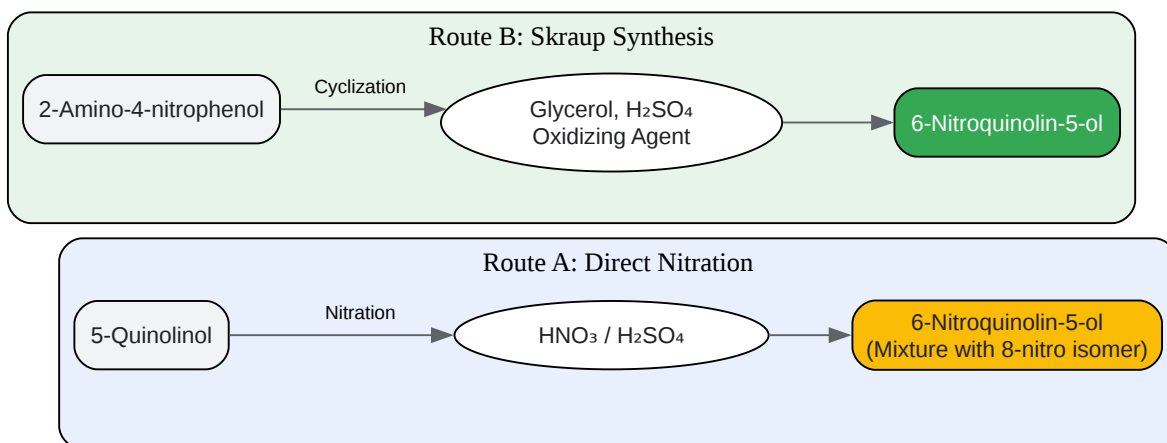 Route B: Skraup Synthesis
2-Amino-4-nitrophenol
Cyclization
Glycerol, H₂SO₄
Oxidizing Agent
6-Nitroquinolin-5-ol
Route A: Direct Nitration
5-Quinolinol
Nitration
HNO₃ / H₂SO₄
6-Nitroquinolin-5-ol
(Mixture with 8-nitro isomer)